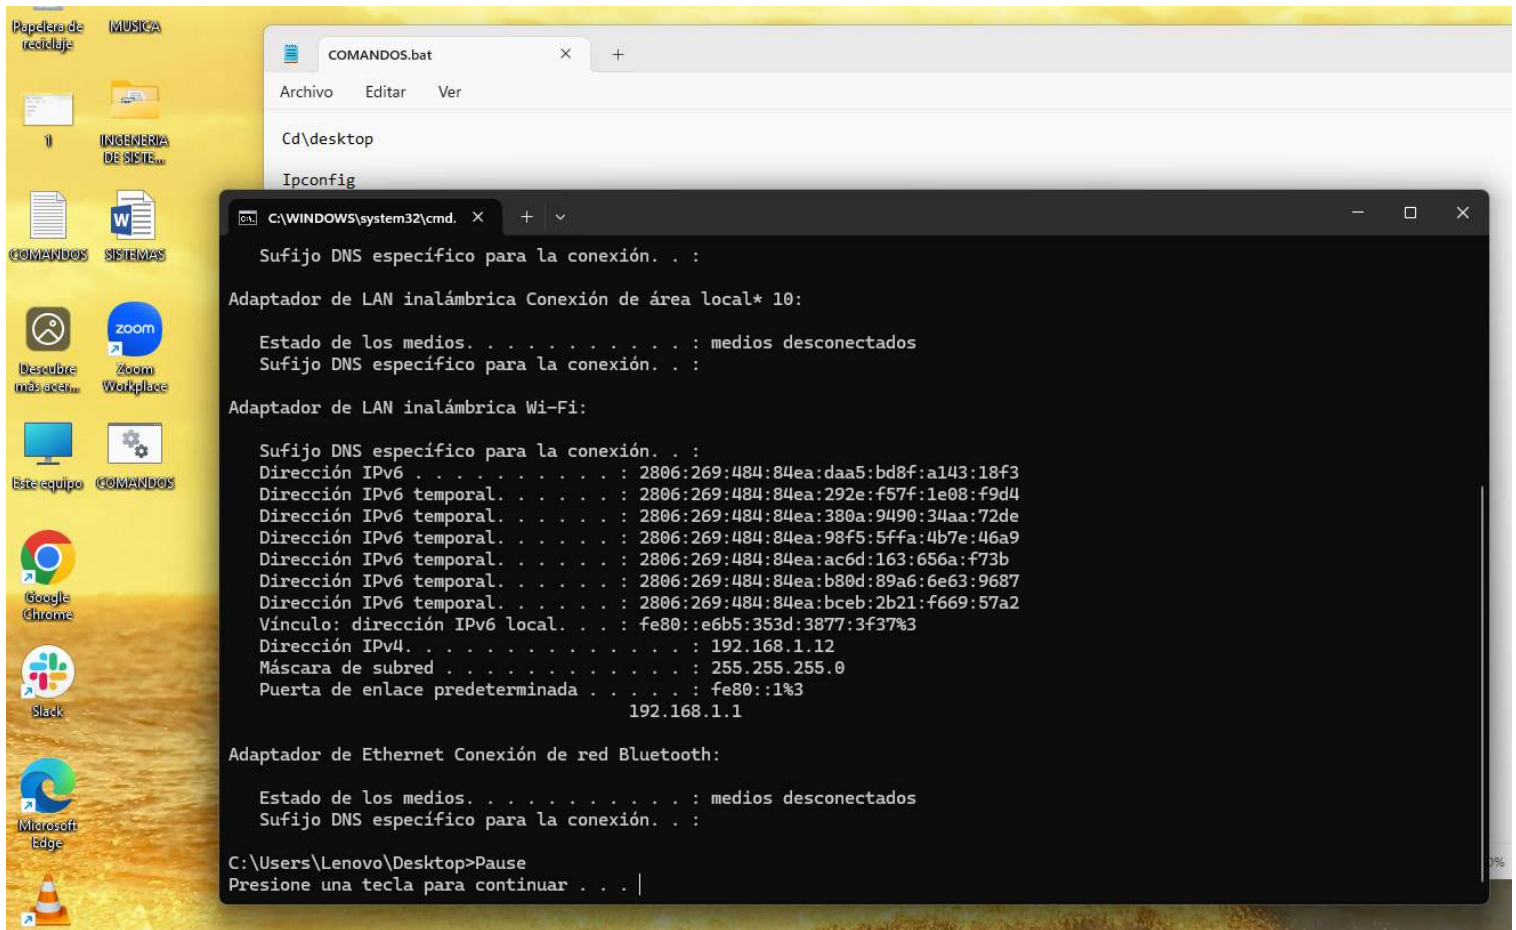 Papelera de
reciclaje
MUSICA
1
INGENERIA
DE SISTE...
COMANDOS
W
SISTEMAS
Descubre
más acer...
zoom
Zoom
Workplace
Este equipo
COMANDOS
Google
Chrome
Slack
Microsoft
Edge
COMANDOS.bat
Archivo Editar Ver
Cd\desktop
Ipconfig
C:\WINDOWS\system32\cmd.
Sufijo DNS específico para la conexión. . :
Adaptador de LAN inalámbrica Conexión de área local* 10:
Estado de los medios. . . . . . . . . . . : medios desconectados
Sufijo DNS específico para la conexión. . :
Adaptador de LAN inalámbrica Wi-Fi:
Sufijo DNS específico para la conexión. . :
Dirección IPv6 . . . . . . . . . . : 2806:269:484:84ea:daa5:bd8f:a143:18f3
Dirección IPv6 temporal. . . . . . : 2806:269:484:84ea:292e:f57f:1e08:f9d4
Dirección IPv6 temporal. . . . . . : 2806:269:484:84ea:380a:9490:34aa:72de
Dirección IPv6 temporal. . . . . . : 2806:269:484:84ea:98f5:5ffa:4b7e:46a9
Dirección IPv6 temporal. . . . . . : 2806:269:484:84ea:ac6d:163:656a:f73b
Dirección IPv6 temporal. . . . . . : 2806:269:484:84ea:b80d:89a6:6e63:9687
Dirección IPv6 temporal. . . . . . : 2806:269:484:84ea:bceb:2b21:f669:57a2
Vínculo: dirección IPv6 local. . . : fe80::e6b5:353d:3877:3f37%3
Dirección IPv4. . . . . . . . . . . . . . : 192.168.1.12
Máscara de subred . . . . . . . . . . . . : 255.255.255.0
Puerta de enlace predeterminada . . . . . : fe80::1%3
192.168.1.1
Adaptador de Ethernet Conexión de red Bluetooth:
Estado de los medios. . . . . . . . . . . : medios desconectados
Sufijo DNS específico para la conexión. . :
C:\Users\Lenovo\Desktop>Pause
Presione una tecla para continuar . . .